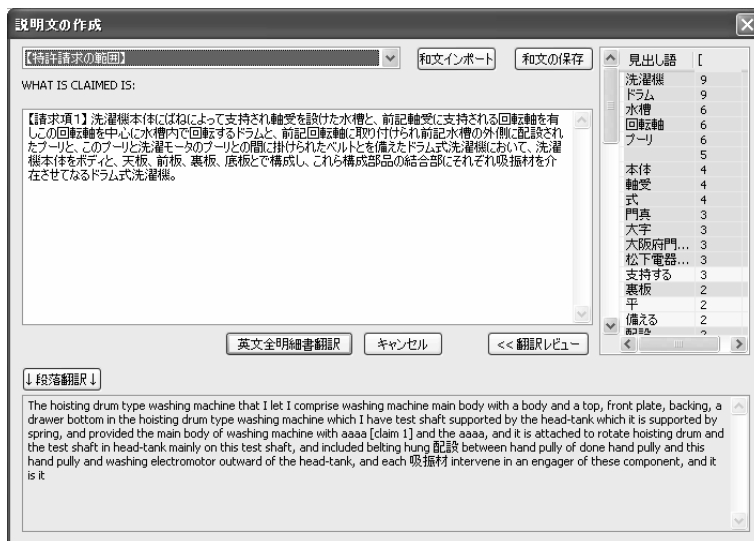 説明文の作成
【特許請求の範囲】
和文インポート
和文の保存
WHAT IS CLAIMED IS:
【請求項1】洗濯機本体にばねによって支持され軸受を設けた水槽と、前記軸受に支持される回転軸を有
しこの回転軸を中心に水槽内で回転するドラムと、前記回転軸に取り付けられ前記水槽の外側に配設され
たプーリと、このプーリと洗濯モータのプーリとの間に掛けられたベルトとを備えたドラム式洗濯機において、洗濯
機本体をボディと、天板、前板、裏板、底板とで構成し、これら構成部品の結合部にそれぞれ吸振材を介
在させてなるドラム式洗濯機。
英文全明細書翻訳
キャンセル
<< 翻訳レビュー
見出し語 [
洗濯機 9
ドラム 9
水槽 6
回転軸 6
プーリ 6
5
本体 4
軸受 4
式 4
門真 3
大字 3
大阪府門... 3
松下電器... 3
支持する 3
裏板 2
平 2
備える 2
配設 2
↓段落翻訳↓
The hoisting drum type washing machine that I let I comprise washing machine main body with a body and a top, front plate, backing, a
drawer bottom in the hoisting drum type washing machine which I have test shaft supported by the head-tank which it is supported by
spring, and provided the main body of washing machine with aaaa [claim 1] and the aaaa, and it is attached to rotate hoisting drum and
the test shaft in head-tank mainly on this test shaft, and included belting hung 配設 between hand pully of done hand pully and this
hand pully and washing electromotor outward of the head-tank, and each 吸振材 intervene in an engager of these component, and it
is it